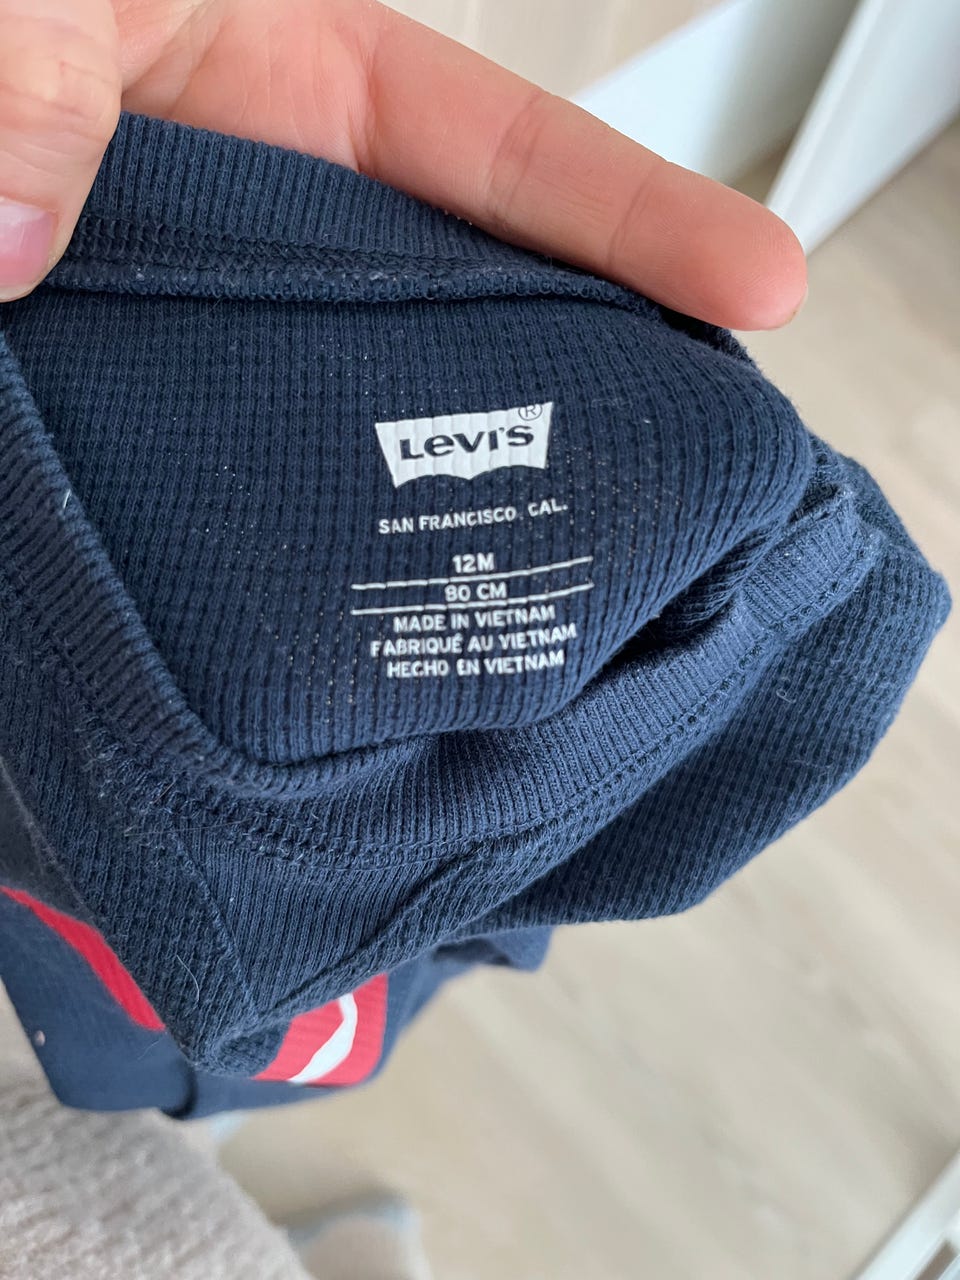 LEVI'S®
SAN FRANCISCO, CAL.
12M
80 CM
MADE IN VIETNAM
FABRIQUÉ AU VIETNAM
HECHO EN VIETNAM